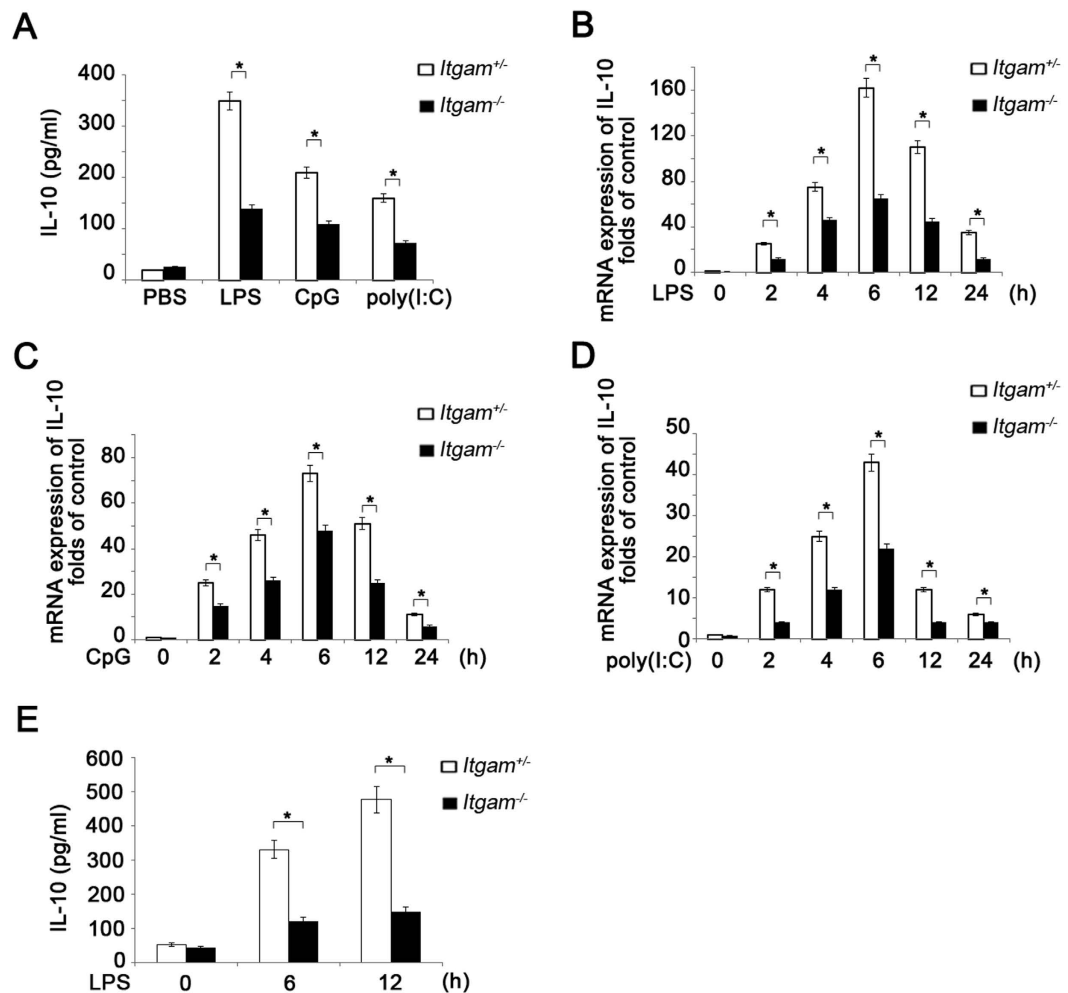 A
IL-10 (pg/ml)
400
300
200
100
0
PBS LPS CpG poly(I:C)
*
*
*
Itgam+/-
Itgam-/-
B
mRNA expression of IL-10
folds of control
160
120
80
40
0
LPS 0 2 4 6 12 24 (h)
*
*
*
*
*
Itgam+/-
Itgam-/-
C
mRNA expression of IL-10
folds of control
80
60
40
20
0
CpG 0 2 4 6 12 24 (h)
*
*
*
*
*
Itgam+/-
Itgam-/-
D
mRNA expression of IL-10
folds of control
50
40
30
20
10
0
poly(I:C) 0 2 4 6 12 24 (h)
*
*
*
*
*
Itgam+/-
Itgam-/-
E
IL-10 (pg/ml)
600
500
400
300
200
100
0
LPS 0 6 12 (h)
*
*
Itgam+/-
Itgam-/-